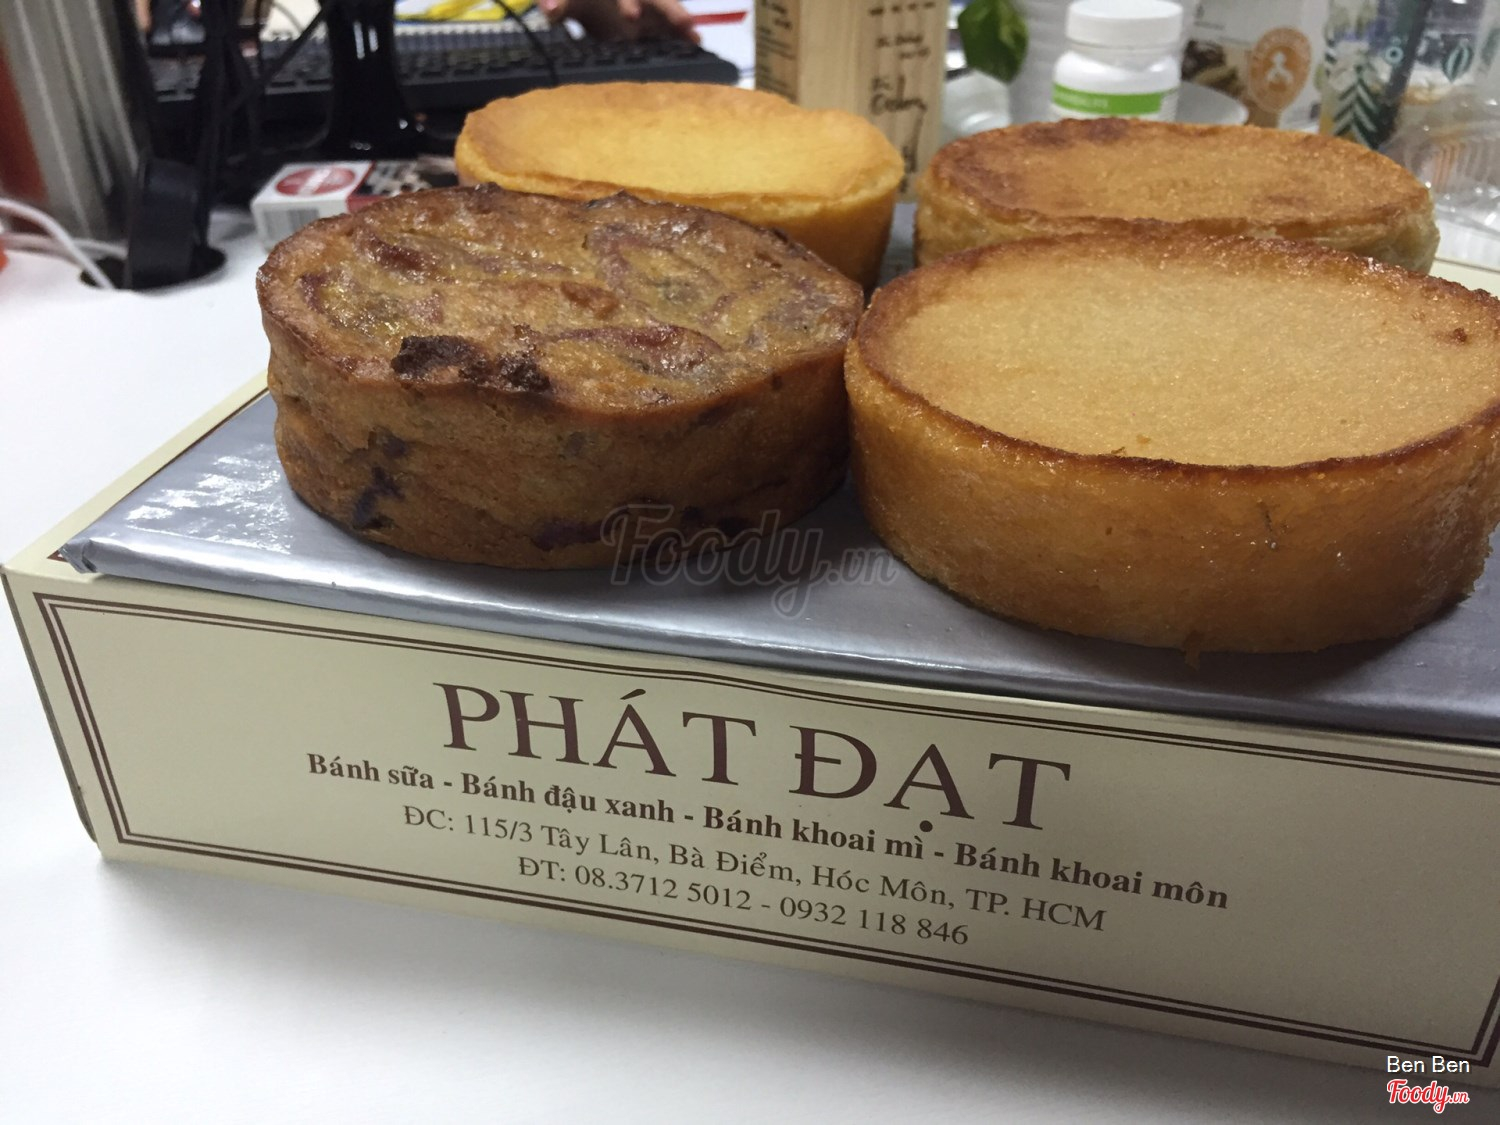 Foody.vn
PHÁT ĐẠT
Bánh sữa - Bánh đậu xanh - Bánh khoai mì - Bánh khoai môn
ĐC: 115/3 Tây Lân, Bà Điểm, Hóc Môn, TP. HCM
ĐT: 08.3712 5012 - 0932 118 846
Ben Ben
Foody.vn